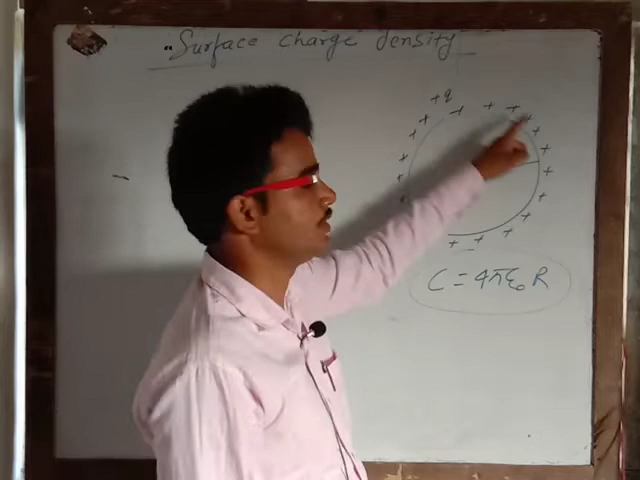 Surface charge density
+q
C = 4πε₀R